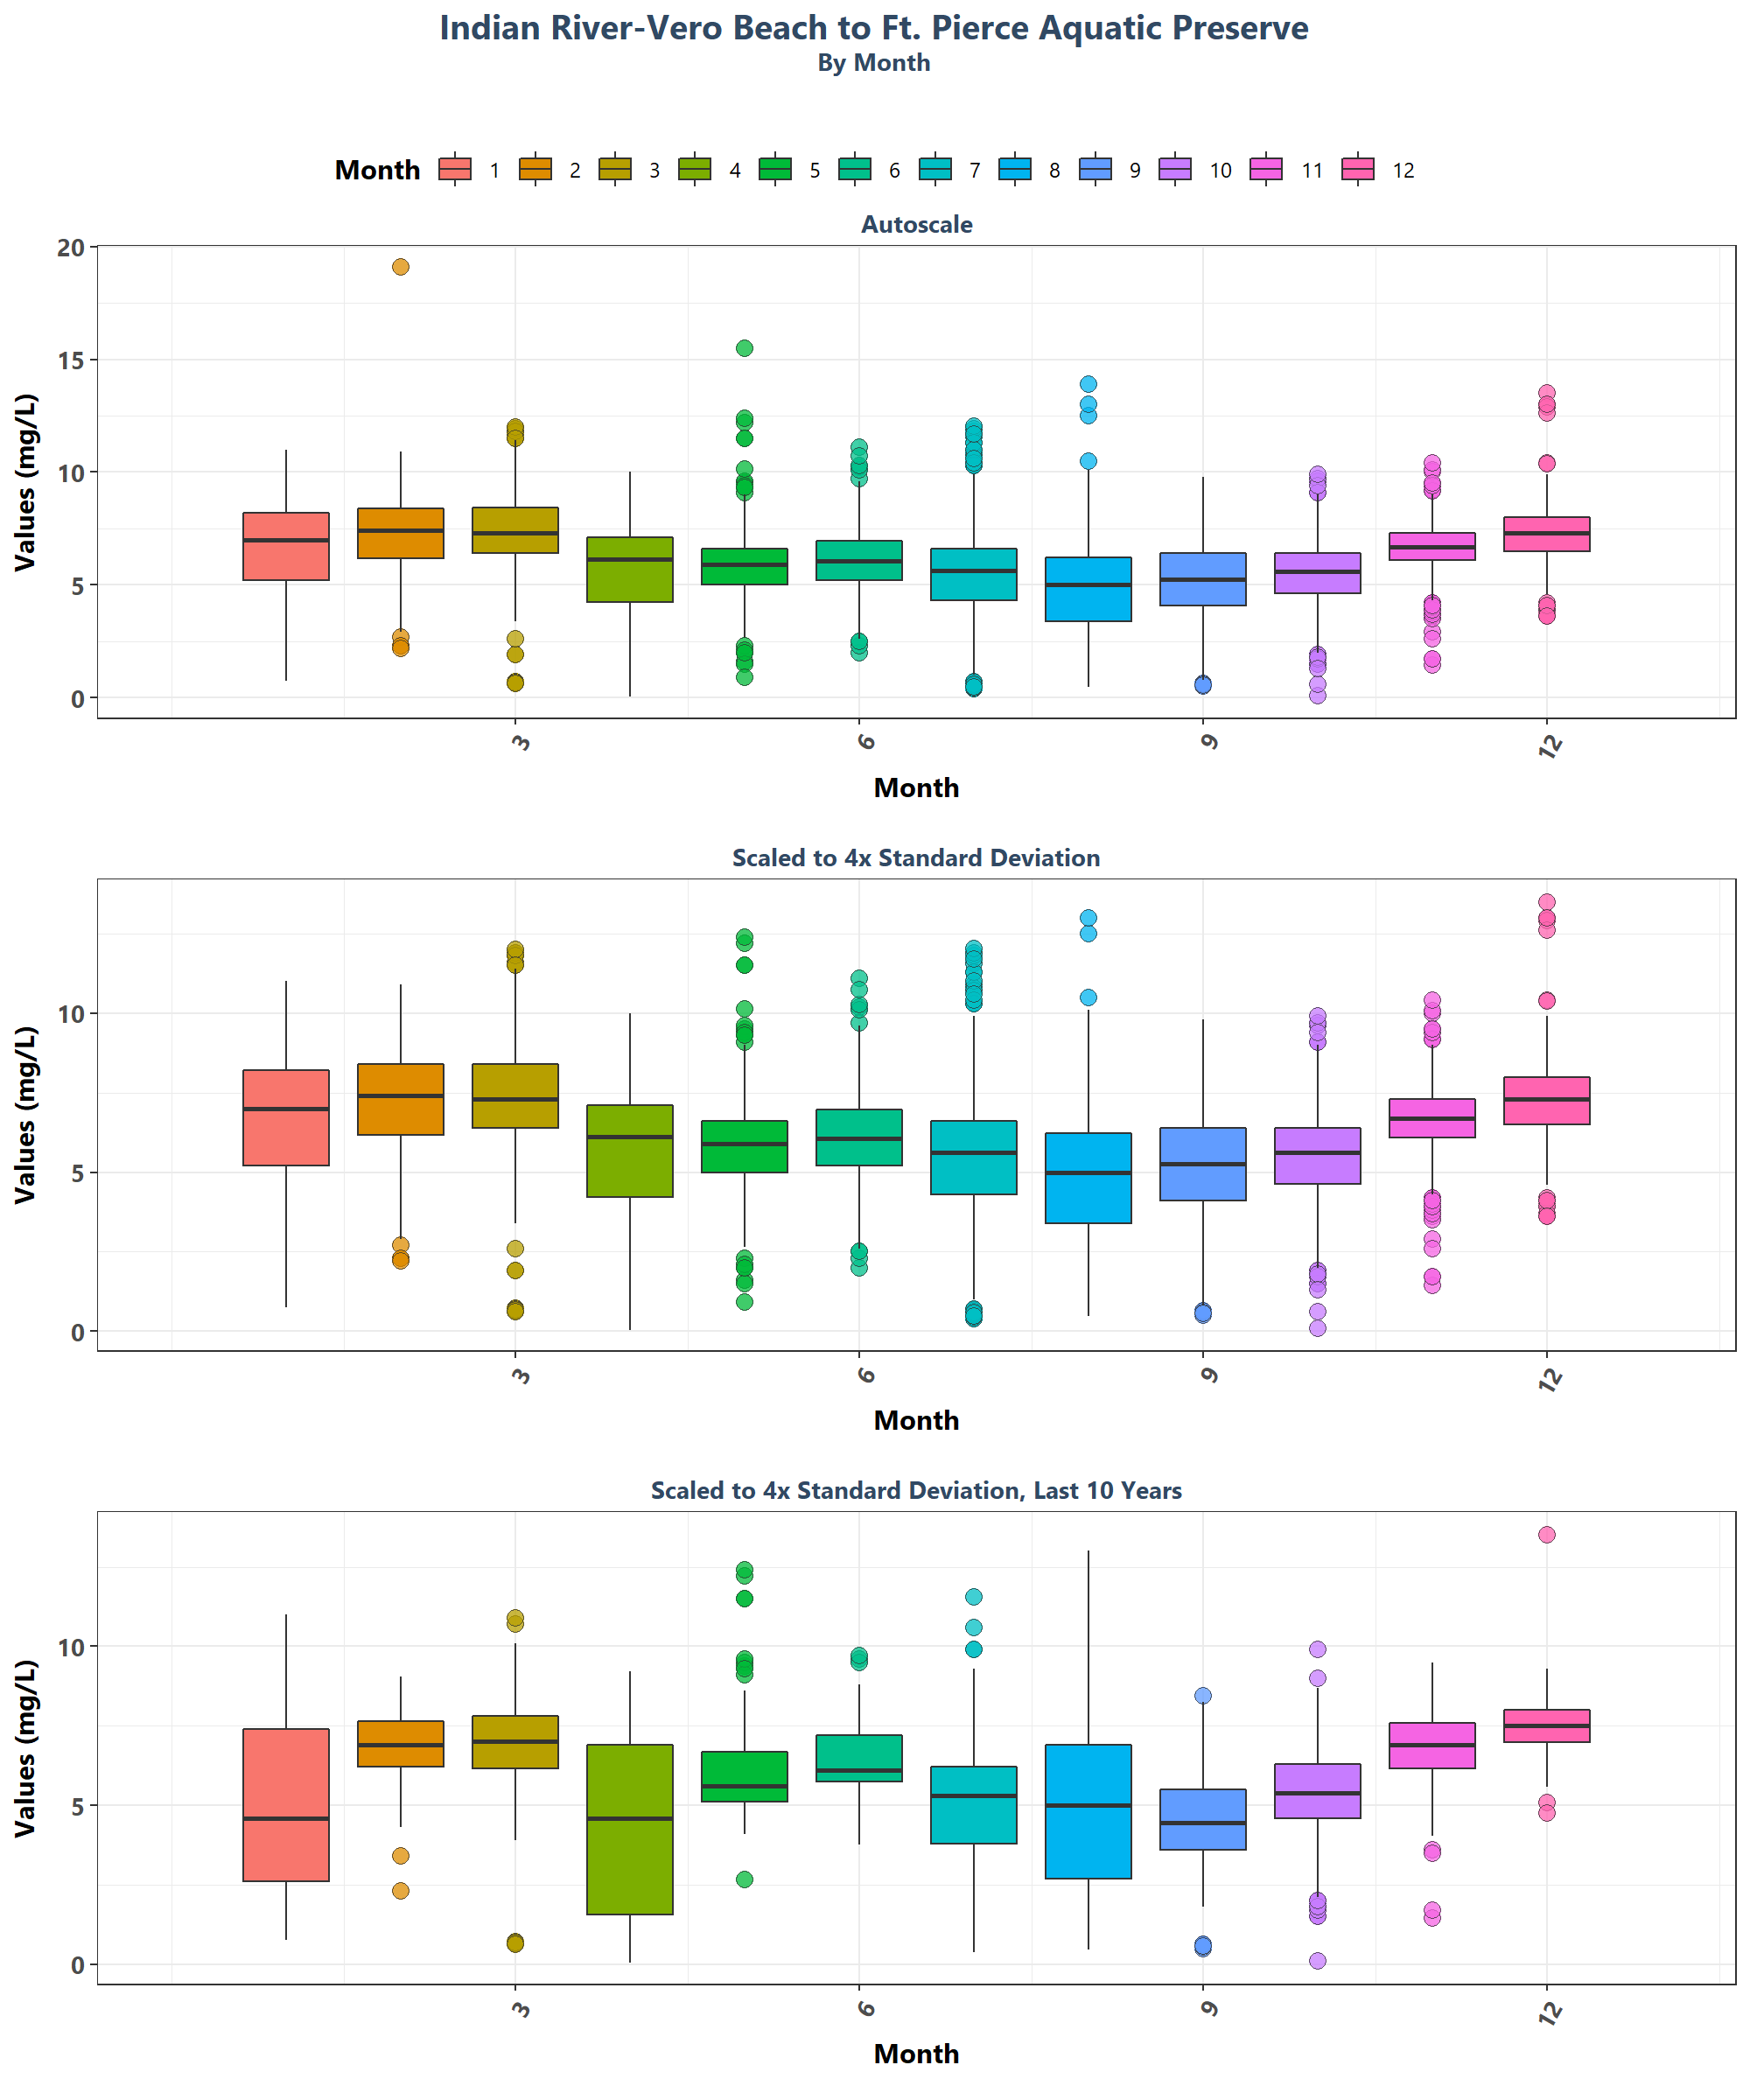 Indian River-Vero Beach to Ft. Pierce Aquatic Preserve
By Month
Month 1 2 3 4 5 6 7 8 9 10 11 12
Autoscale
Values (mg/L)
20
15
10
5
0
3 6 9 12
Month
Scaled to 4x Standard Deviation
Values (mg/L)
10
5
0
3 6 9 12
Month
Scaled to 4x Standard Deviation, Last 10 Years
Values (mg/L)
10
5
0
3 6 9 12
Month